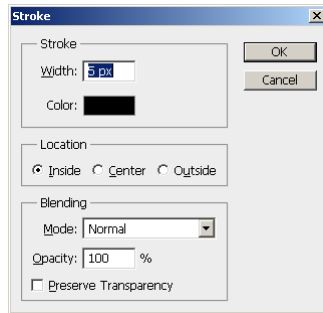 Stroke
Stroke
Width: 5 px
OK
Cancel
Color:
Location
Inside Center Outside
Blending
Mode: Normal
Opacity: 100 %
Preserve Transparency